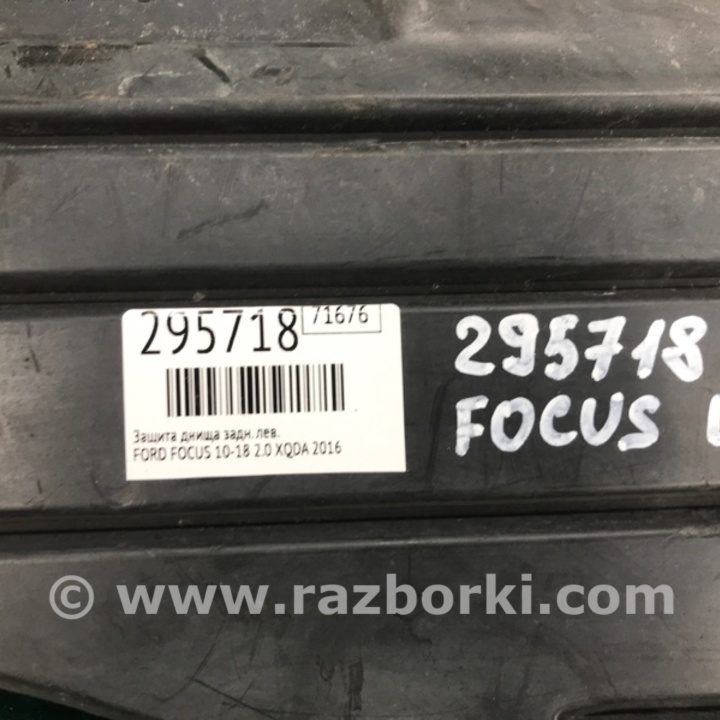 295718 71676
Защита днища задн. лев.
FORD FOCUS 10-18 2.0 XQDA 2016
295718
FOCUS
© www.razborki.com